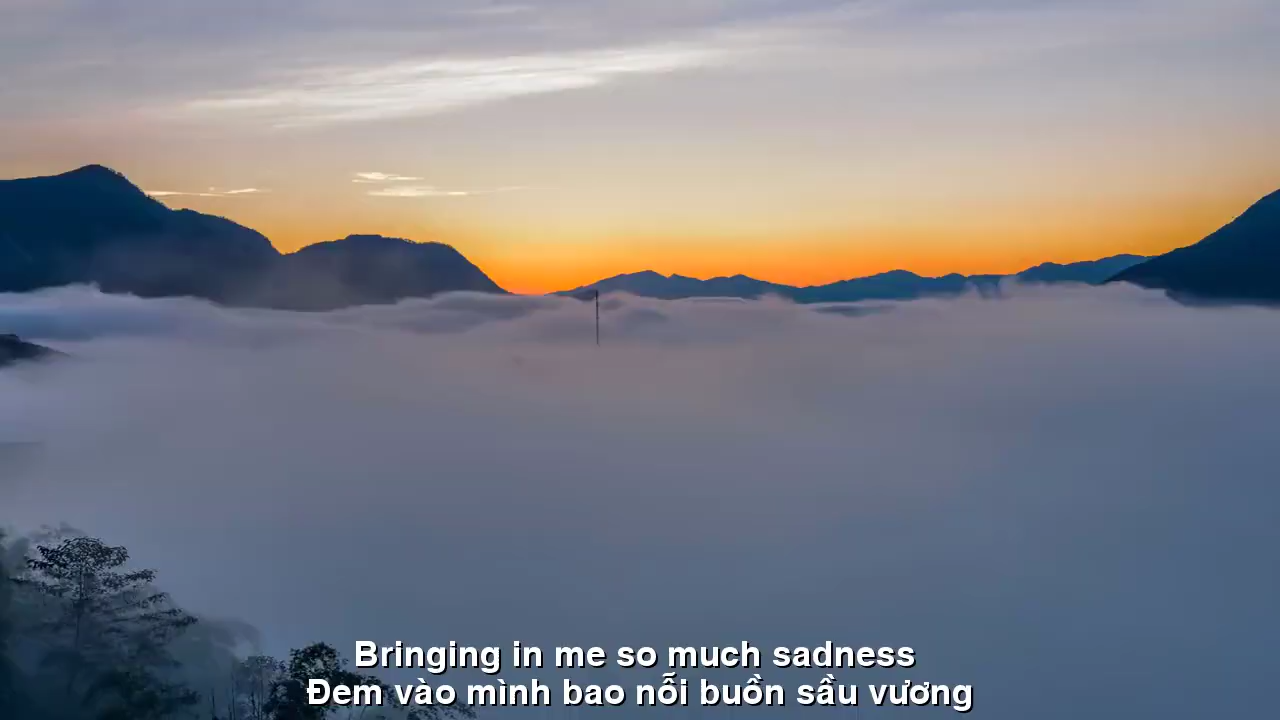 Bringing in me so much sadness
Đem vào mình bao nỗi buồn sầu vương